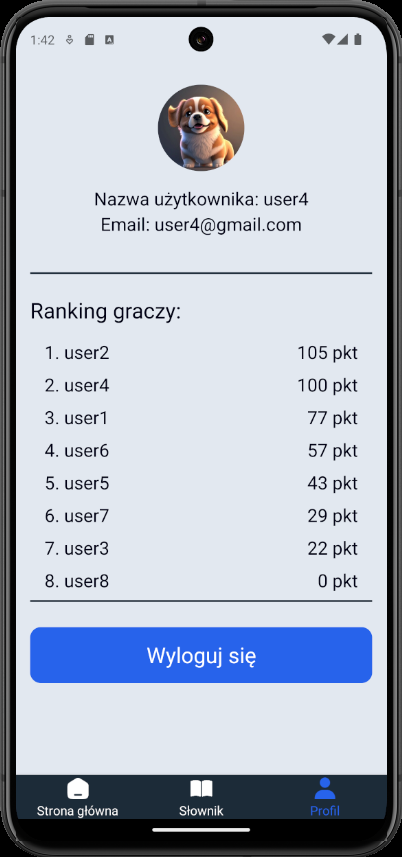 1:42
Nazwa użytkownika: user4
Email: user4@gmail.com
Ranking graczy:
1. user2 105 pkt
2. user4 100 pkt
3. user1 77 pkt
4. user6 57 pkt
5. user5 43 pkt
6. user7 29 pkt
7. user3 22 pkt
8. user8 0 pkt
Wyloguj się
Strona główna Słownik Profil